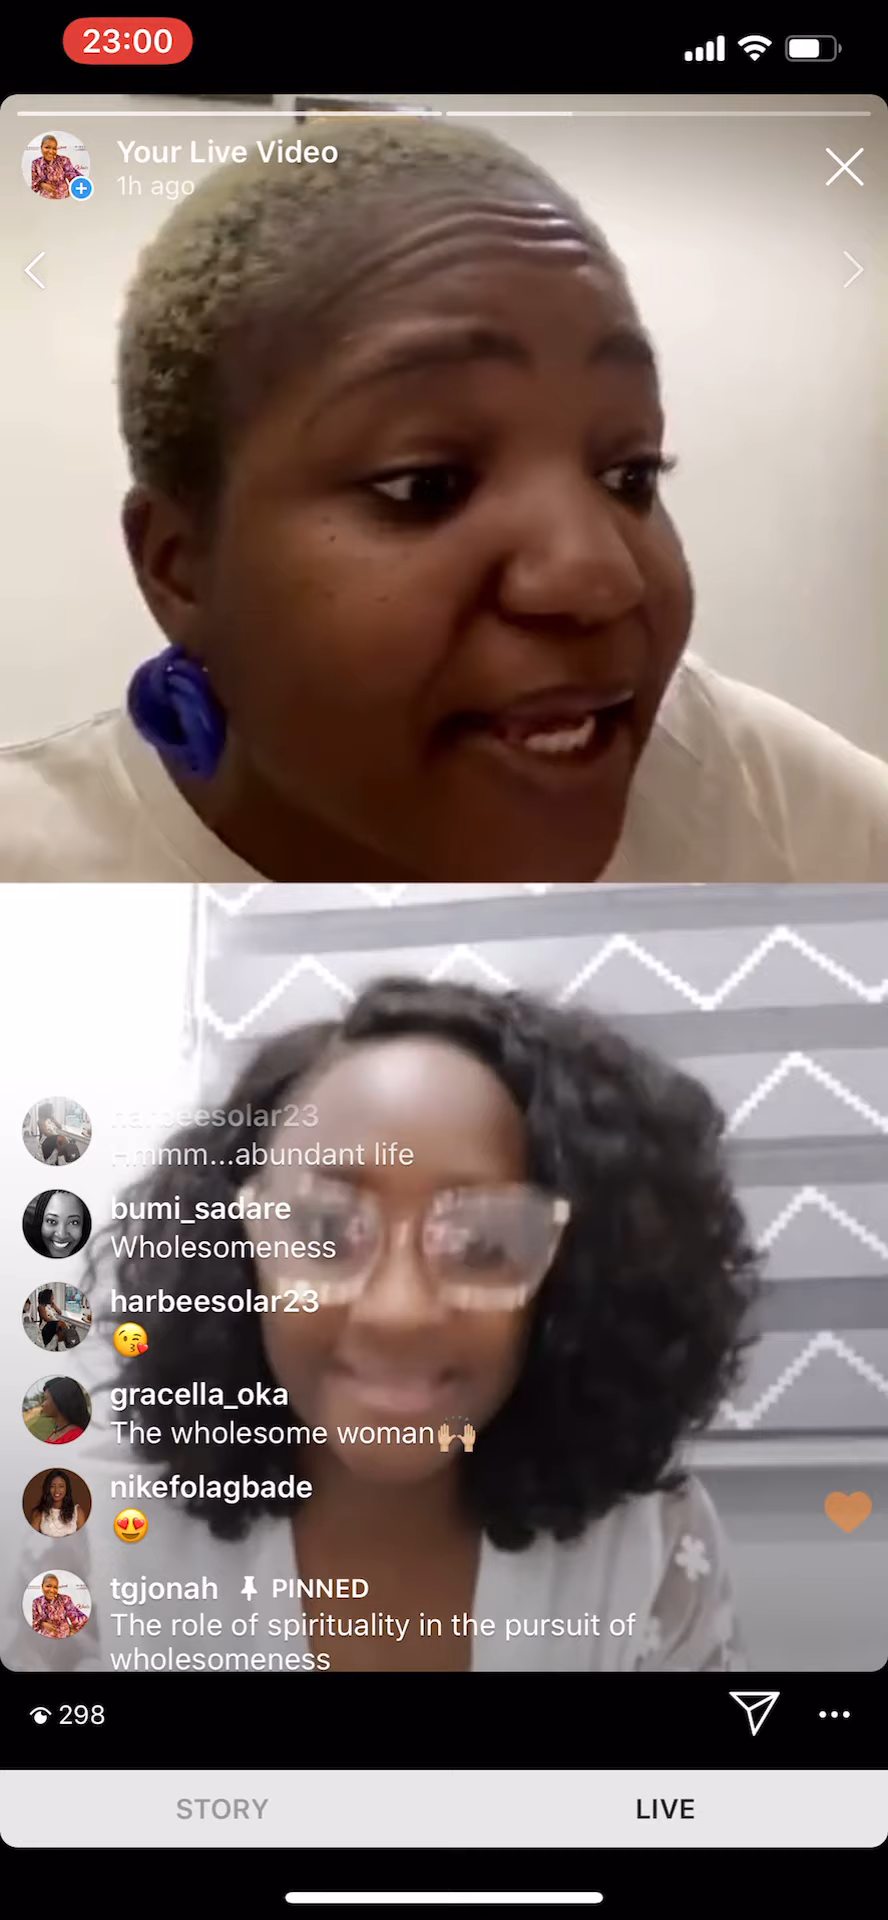 23:00
Your Live Video
1h ago
harbeesolar23
Hmmm...abundant life
bumi_sadare
Wholesomeness
harbeesolar23
😘
gracella_oka
The wholesome woman🙌🏼
nikefolagbade
😍
tgjonah PINNED
The role of spirituality in the pursuit of
wholesomeness
298
STORY
LIVE